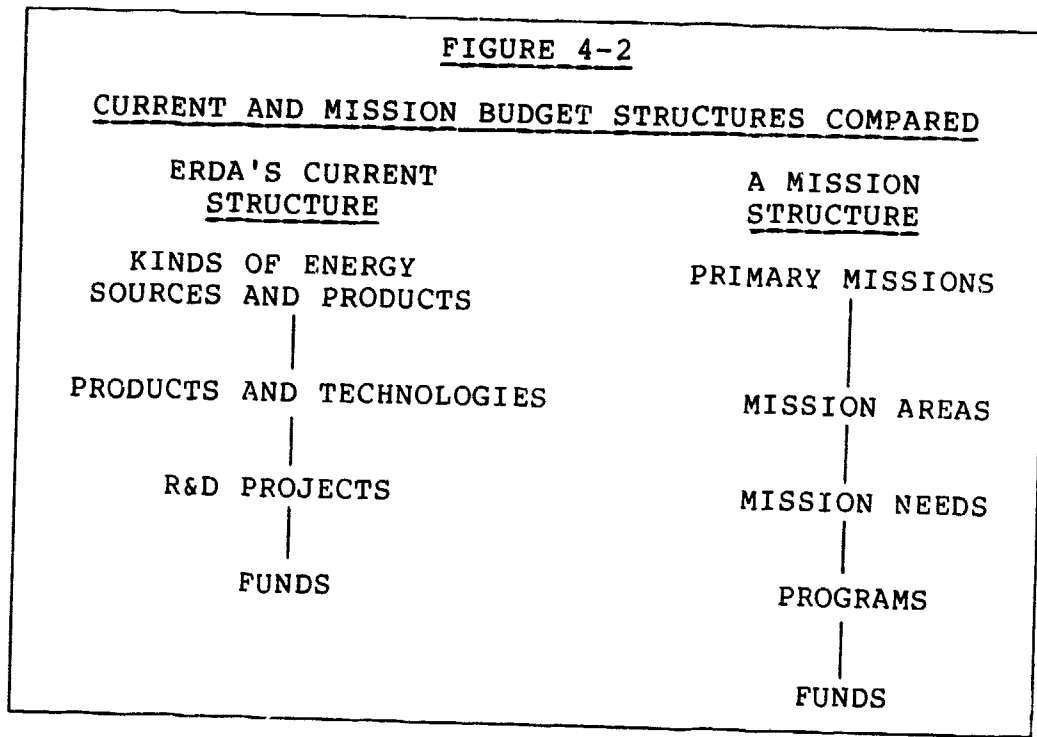 FIGURE 4-2
CURRENT AND MISSION BUDGET STRUCTURES COMPARED
ERDA'S CURRENT
STRUCTURE
KINDS OF ENERGY
SOURCES AND PRODUCTS
PRODUCTS AND TECHNOLOGIES
R&D PROJECTS
FUNDS
A MISSION
STRUCTURE
PRIMARY MISSIONS
MISSION AREAS
MISSION NEEDS
PROGRAMS
FUNDS